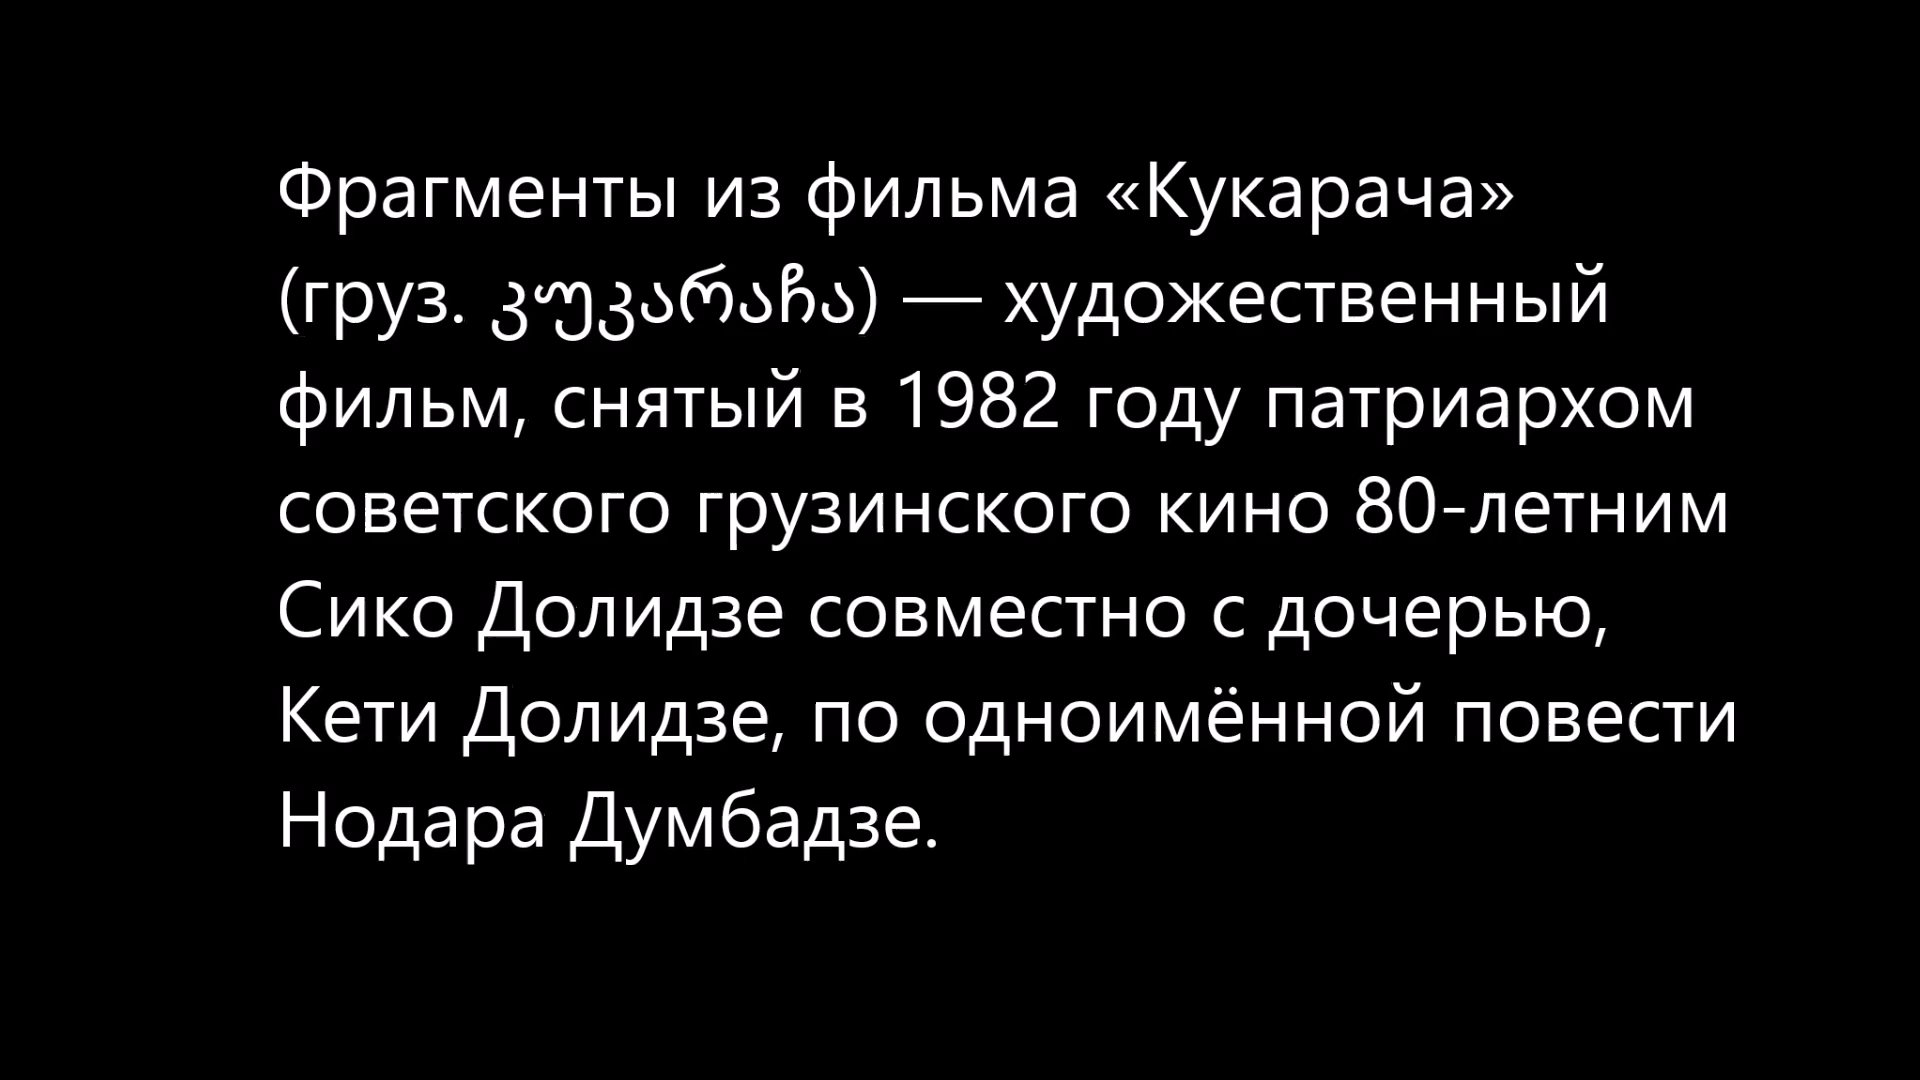 Фрагменты из фильма «Кукарача»
(груз. კუკარაჩა) — художественный
фильм, снятый в 1982 году патриархом
советского грузинского кино 80-летним
Сико Долидзе совместно с дочерью,
Кети Долидзе, по одноимённой повести
Нодара Думбадзе.